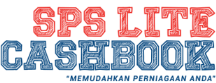 SPS LITE
CASHBOOK
"MEMUDAHKAN PERNIAGAAN ANDA"